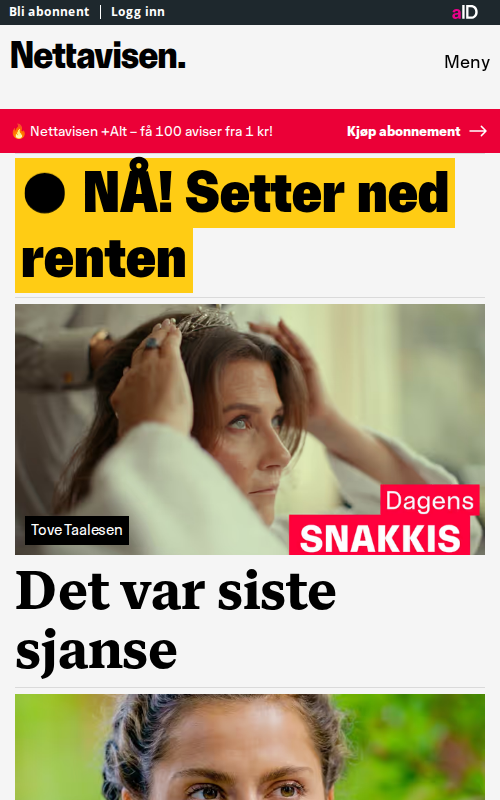 Bli abonnent | Logg inn
aID
Nettavisen.
Meny
🔥 Nettavisen +Alt – få 100 aviser fra 1 kr!
Kjøp abonnement →
● NÅ! Setter ned
renten
Tove Taalesen
Dagens
SNAKKIS
Det var siste
sjanse